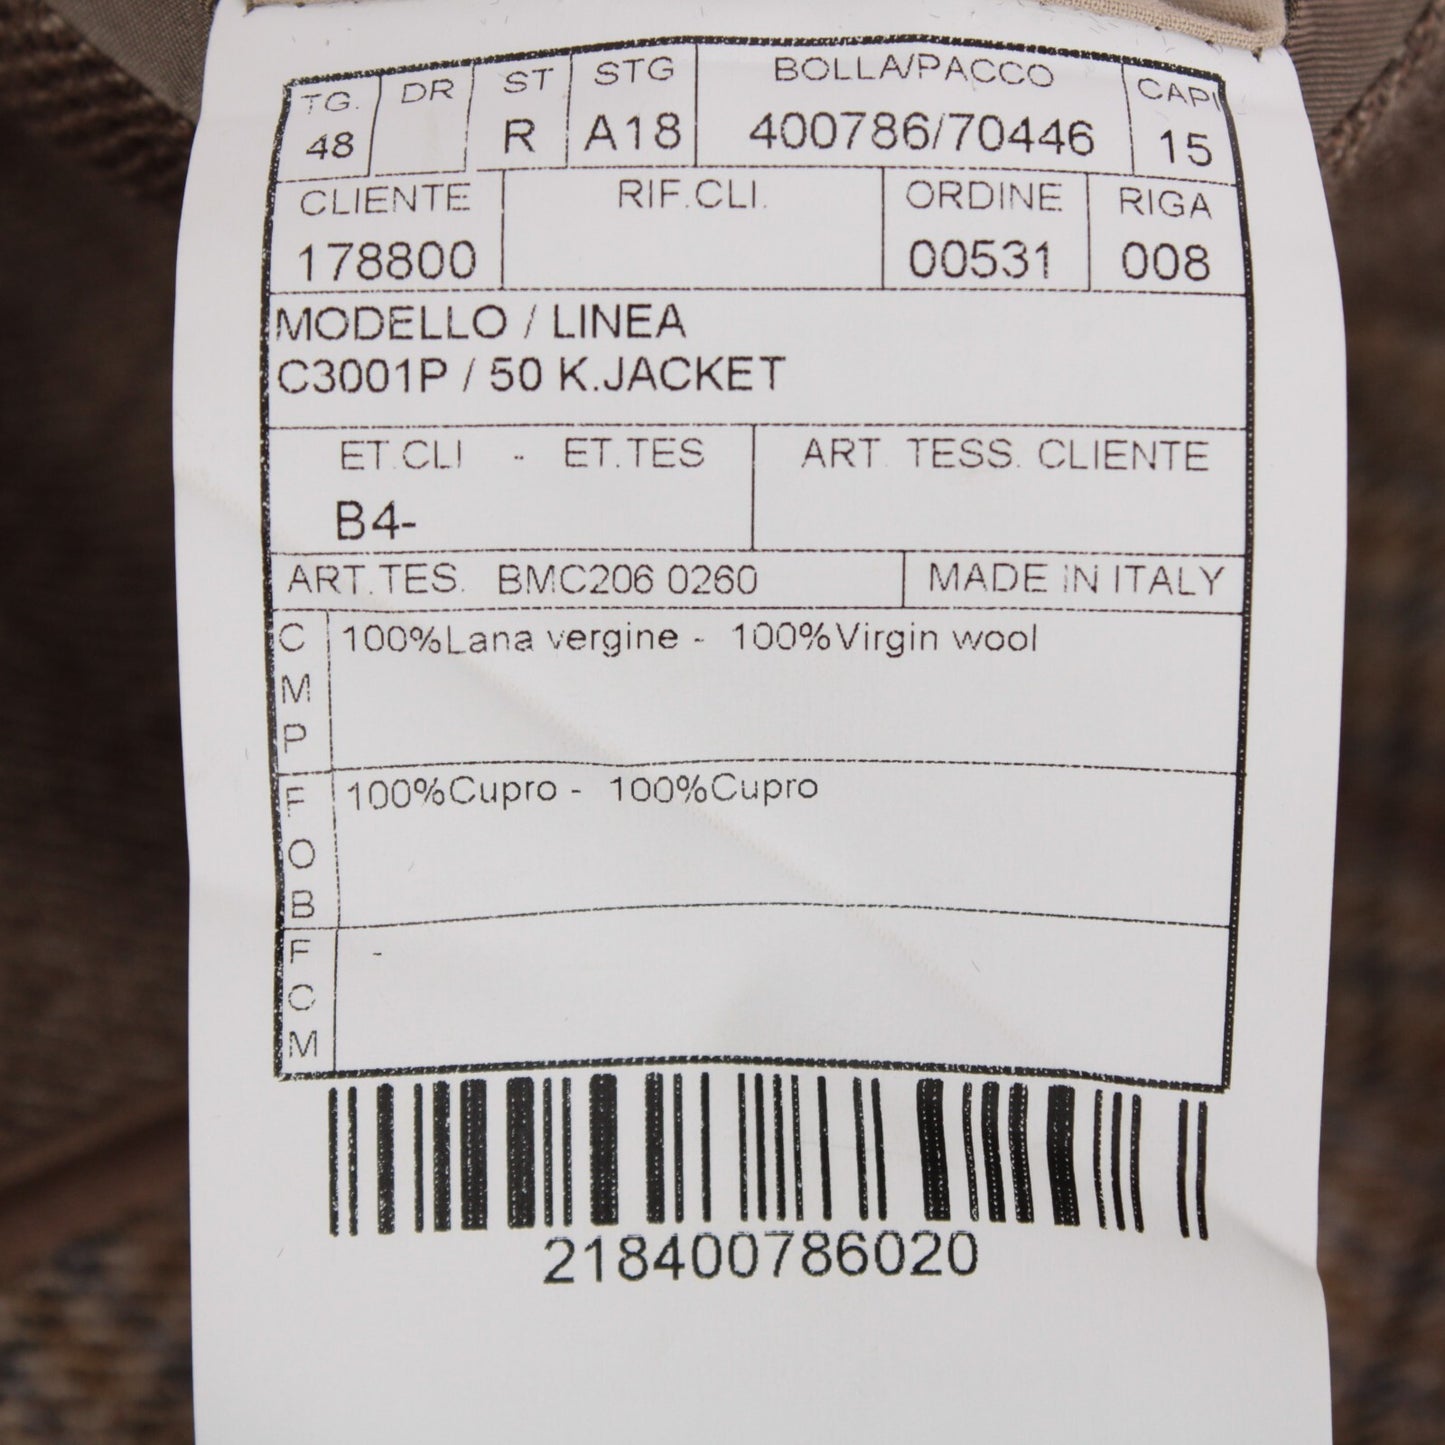 TG. DR ST STG BOLLA/PACCO CAPI
48 R A18 400786/70446 15
CLIENTE RIF.CLI. ORDINE RIGA
178800 00531 008
MODELLO / LINEA
C3001P / 50 K.JACKET
ET.CLI - ET.TES ART. TESS. CLIENTE
B4-
ART.TES. BMC206 0260 MADE IN ITALY
C 100%Lana vergine - 100%Virgin wool
M
P
F 100%Cupro - 100%Cupro
O
B
F -
C
M
218400786020